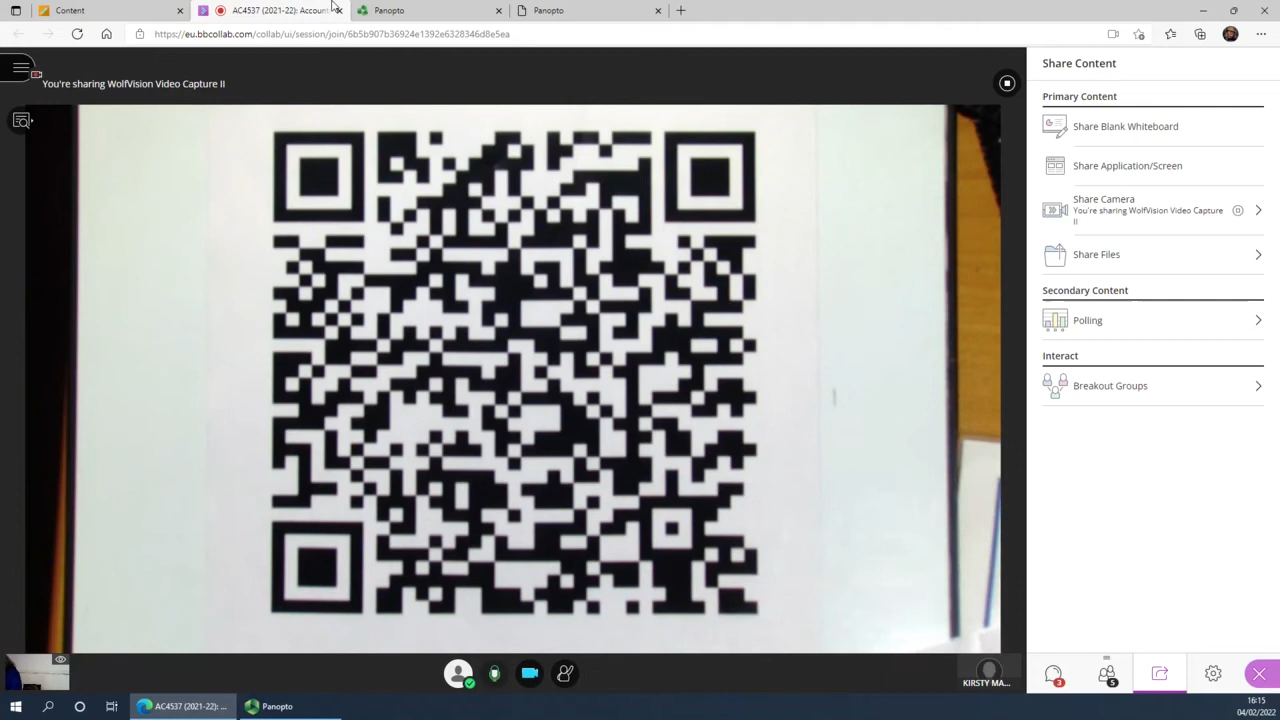 Content
AC4537 (2021-22): Account
Panopto
Panopto
https://eu.bbcollab.com/collab/ui/session/join/6b5b907b36924e1392e6328346d8e5ea
You're sharing WolfVision Video Capture II
Share Content
Primary Content
Share Blank Whiteboard
Share Application/Screen
Share Camera
You're sharing WolfVision Video Capture
II
Share Files
Secondary Content
Polling
Interact
Breakout Groups
KIRSTY MA...
3
5
AC4537 (2021-22): ...
Panopto
16:15
04/02/2022